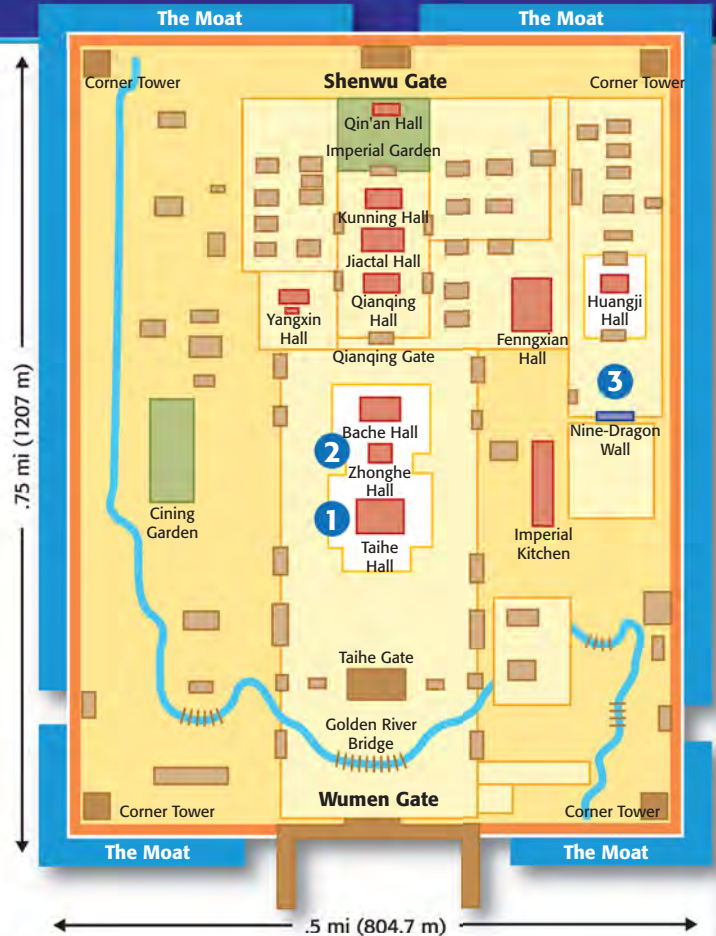 The Moat
The Moat
Corner Tower
Shenwu Gate
Corner Tower
Qin'an Hall
Imperial Garden
Kunning Hall
Jiactal Hall
Qianqing
Hall
Yangxin
Hall
Huangji
Hall
Fenngxian
Hall
Qianqing Gate
3
Bache Hall
Nine-Dragon
Wall
2
Zhonghe
Hall
1
Taihe
Hall
Cining
Garden
Imperial
Kitchen
.75 mi (1207 m)
Taihe Gate
Golden River
Bridge
Wumen Gate
Corner Tower
Corner Tower
The Moat
The Moat
.5 mi (804.7 m)